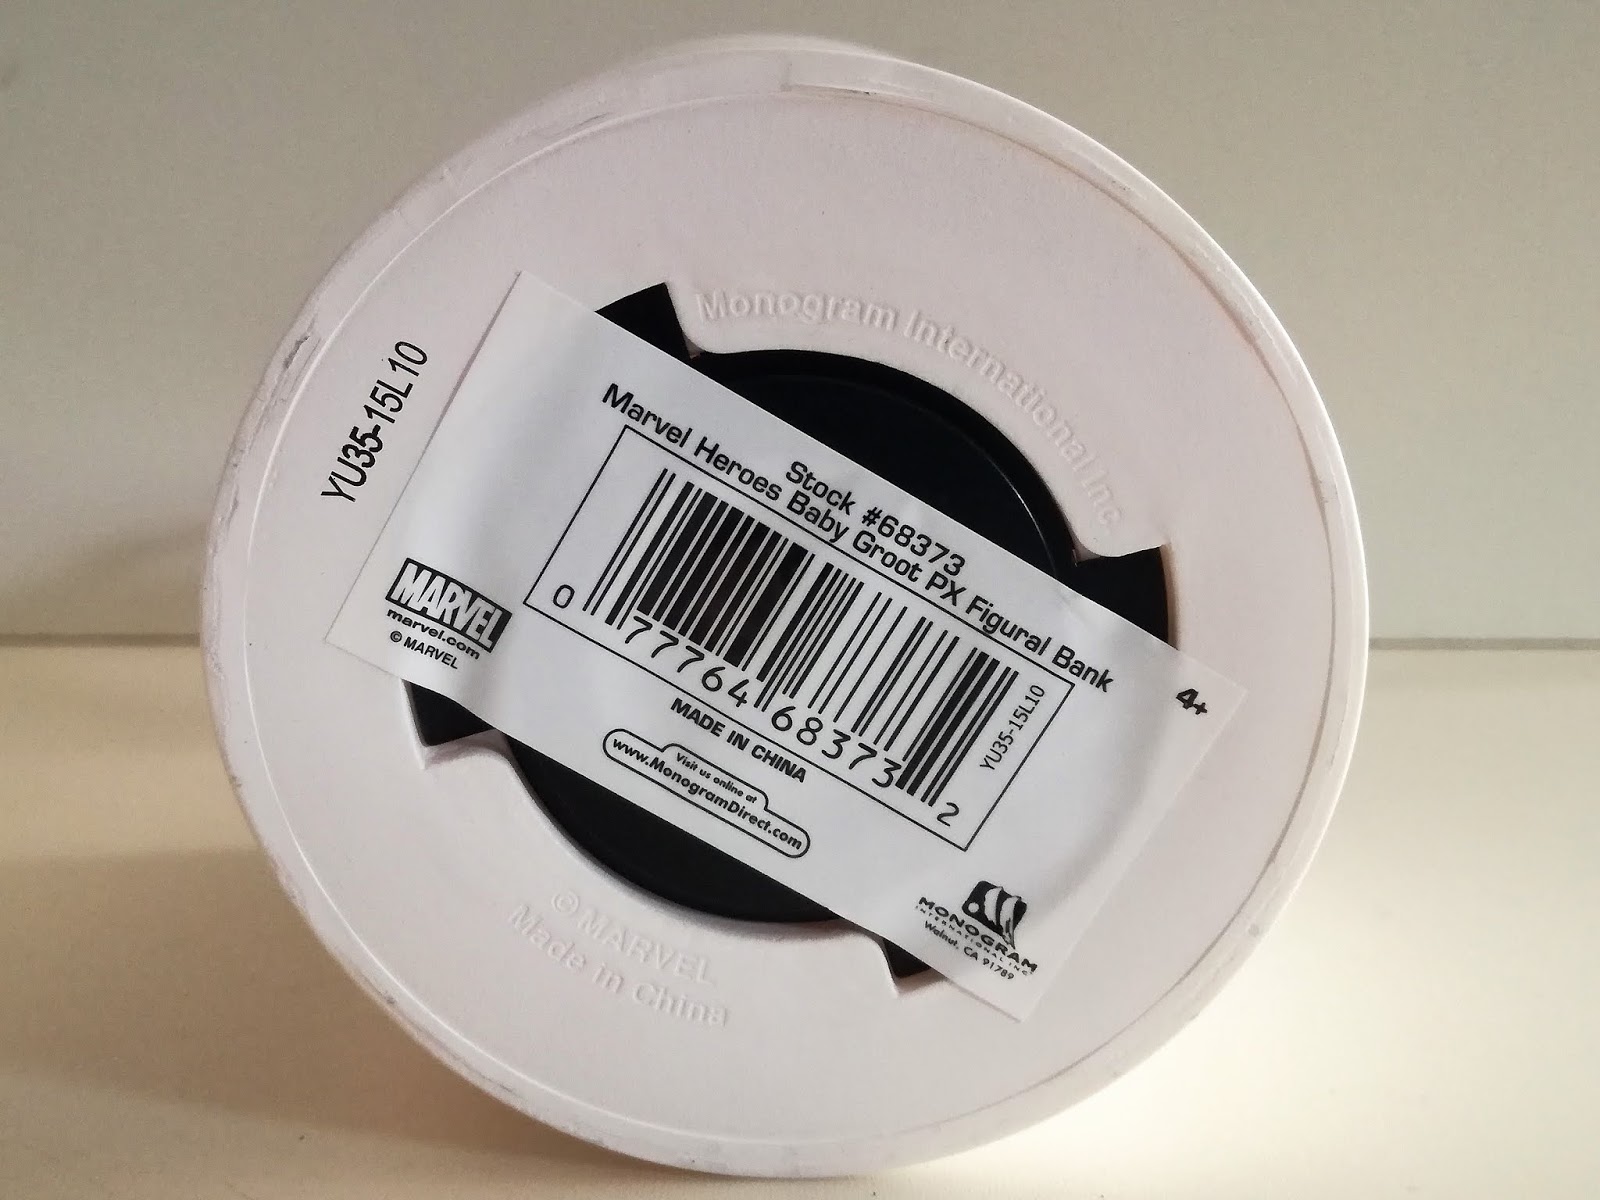 Monogram International Inc
YU35-15L10
Stock #68373
Marvel Heroes Baby Groot PX Figural Bank
4+
0 77764 68373 2
YU35-15L10
MARVEL
marvel.com
© MARVEL
MADE IN CHINA
Visit us online at
www.MonogramDirect.com
MONOGRAM
INTERNATIONAL INC
Walnut, CA 91789
© MARVEL
Made in China